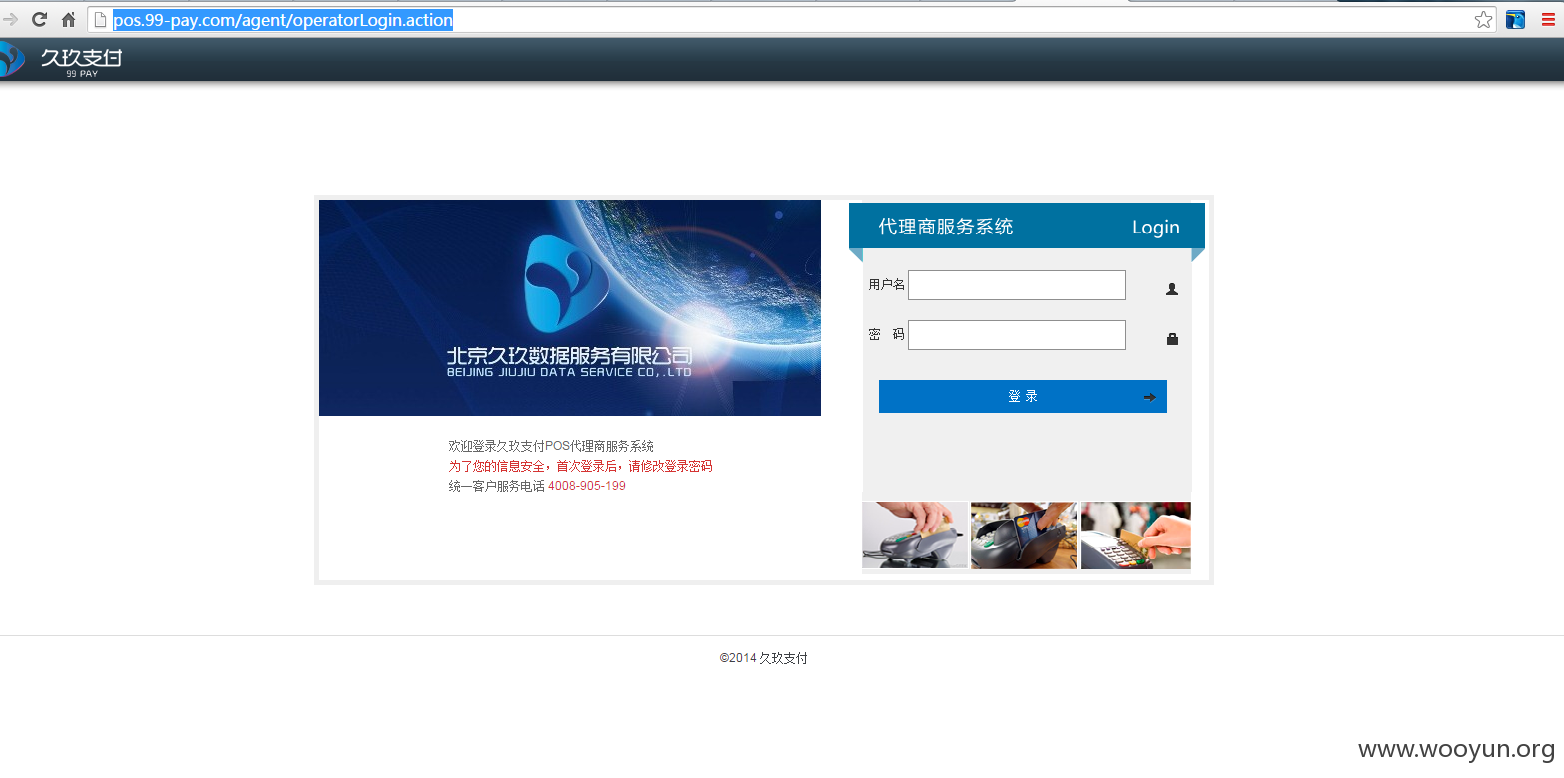 pos.99-pay.com/agent/operatorLogin.action
久玖支付
99 PAY
北京久玖数据服务有限公司
BEIJING JIUJIU DATA SERVICE CO,.LTD
欢迎登录久玖支付POS代理商服务系统
为了您的信息安全，首次登录后，请修改登录密码
统一客户服务电话 4008-905-199
代理商服务系统 Login
用户名
密 码
登 录
©2014 久玖支付
www.wooyun.org